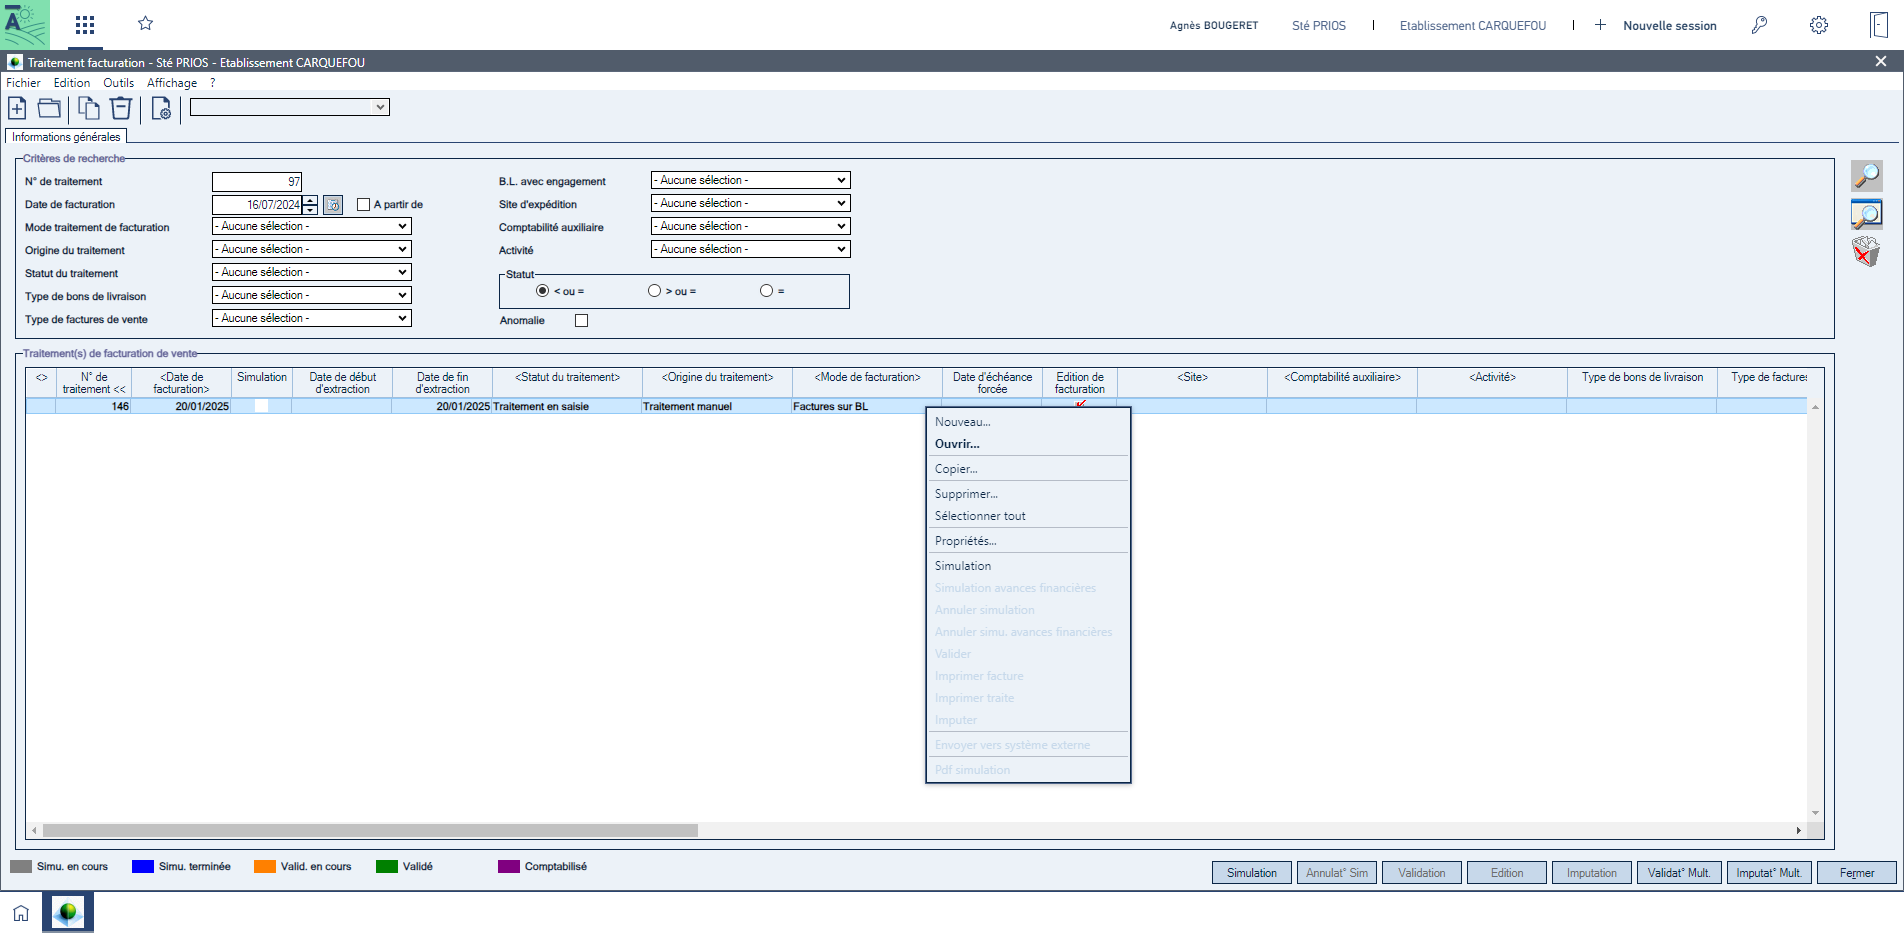 Agnès BOUGERET Sté PRIOS Etablissement CARQUEFOU Nouvelle session
Traitement facturation - Sté PRIOS - Etablissement CARQUEFOU
Fichier Edition Outils Affichage ?
Informations générales
Critères de recherche
N° de traitement 97 B.L. avec engagement - Aucune sélection -
Date de facturation 16/07/2024 A partir de Site d'expédition - Aucune sélection -
Mode traitement de facturation - Aucune sélection - Comptabilité auxiliaire - Aucune sélection -
Origine du traitement - Aucune sélection - Activité - Aucune sélection -
Statut du traitement - Aucune sélection - Statut
Type de bons de livraison - Aucune sélection - < ou = > ou = =
Type de factures de vente - Aucune sélection - Anomalie
Traitement(s) de facturation de vente
<> N° de <Date de Simulation Date de début Date de fin <Statut du traitement> <Origine du traitement> <Mode de facturation> Date d'échéance Edition de <Site> <Comptabilité auxiliaire> <Activité> Type de bons de livraison Type de factures
traitement << facturation> d'extraction d'extraction forcée facturation
146 20/01/2025 20/01/2025 Traitement en saisie Traitement manuel Factures sur BL
Nouveau...
Ouvrir...
Copier...
Supprimer...
Sélectionner tout
Propriétés...
Simulation
Simulation avances financières
Annuler simulation
Annuler simu. avances financières
Valider
Imprimer facture
Imprimer traite
Imputer
Envoyer vers système externe
Pdf simulation
Simu. en cours Simu. terminée Valid. en cours Validé Comptabilisé
Simulation Annulat° Sim Validation Edition Imputation Validat° Mult. Imputat° Mult. Fermer